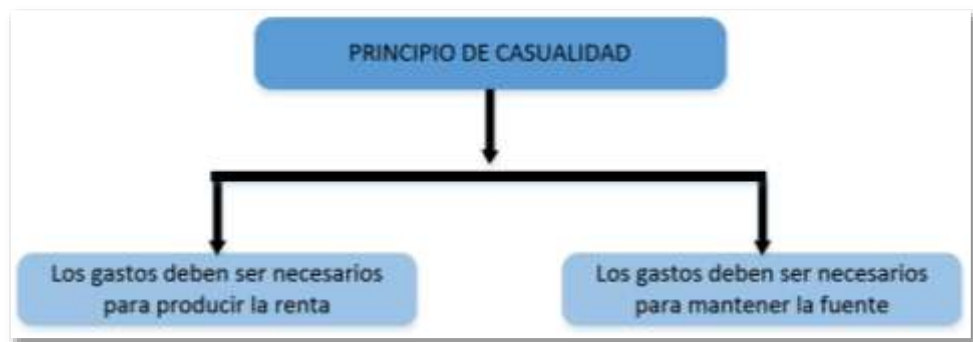 PRINCIPIO DE CASUALIDAD
Los gastos deben ser necesarios
para producir la renta
Los gastos deben ser necesarios
para mantener la fuente